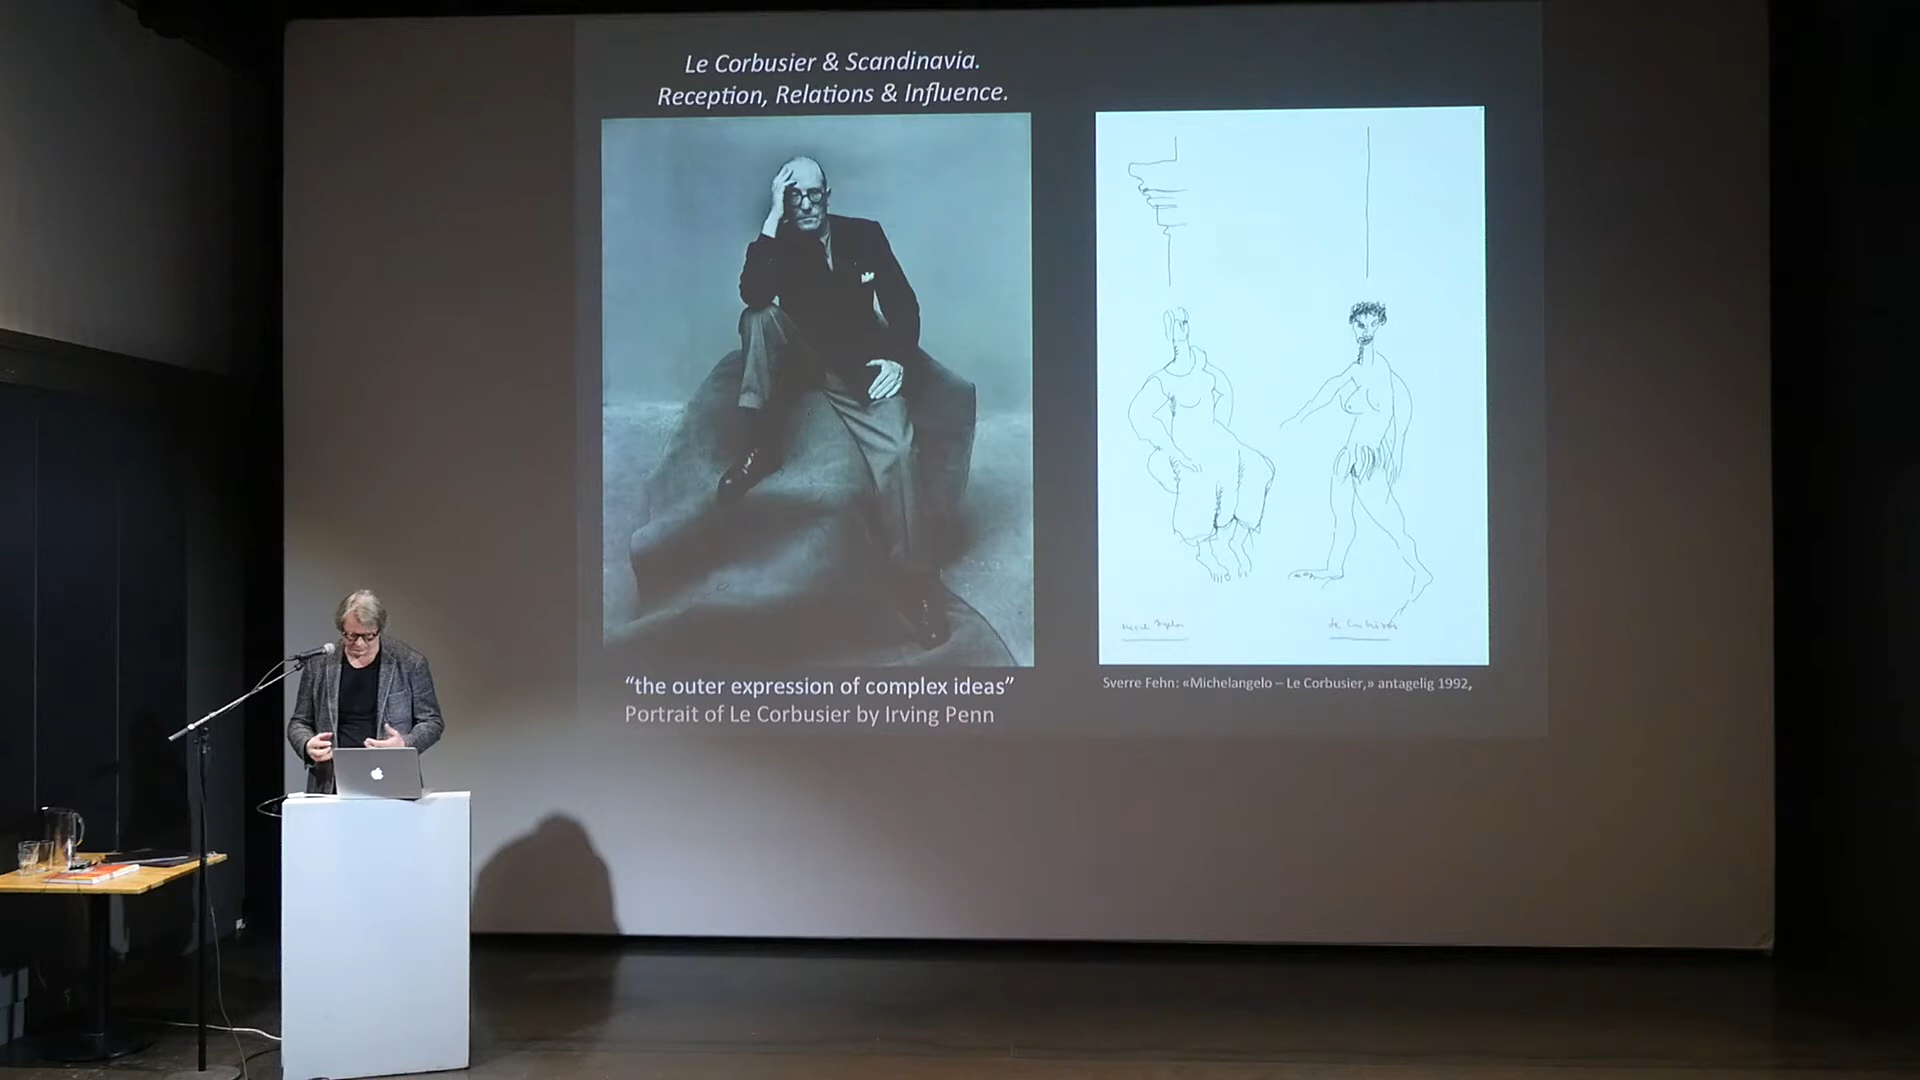 Le Corbusier & Scandinavia.
Reception, Relations & Influence.
“the outer expression of complex ideas”
Portrait of Le Corbusier by Irving Penn
Sverre Fehn: «Michelangelo – Le Corbusier,» antagelig 1992,